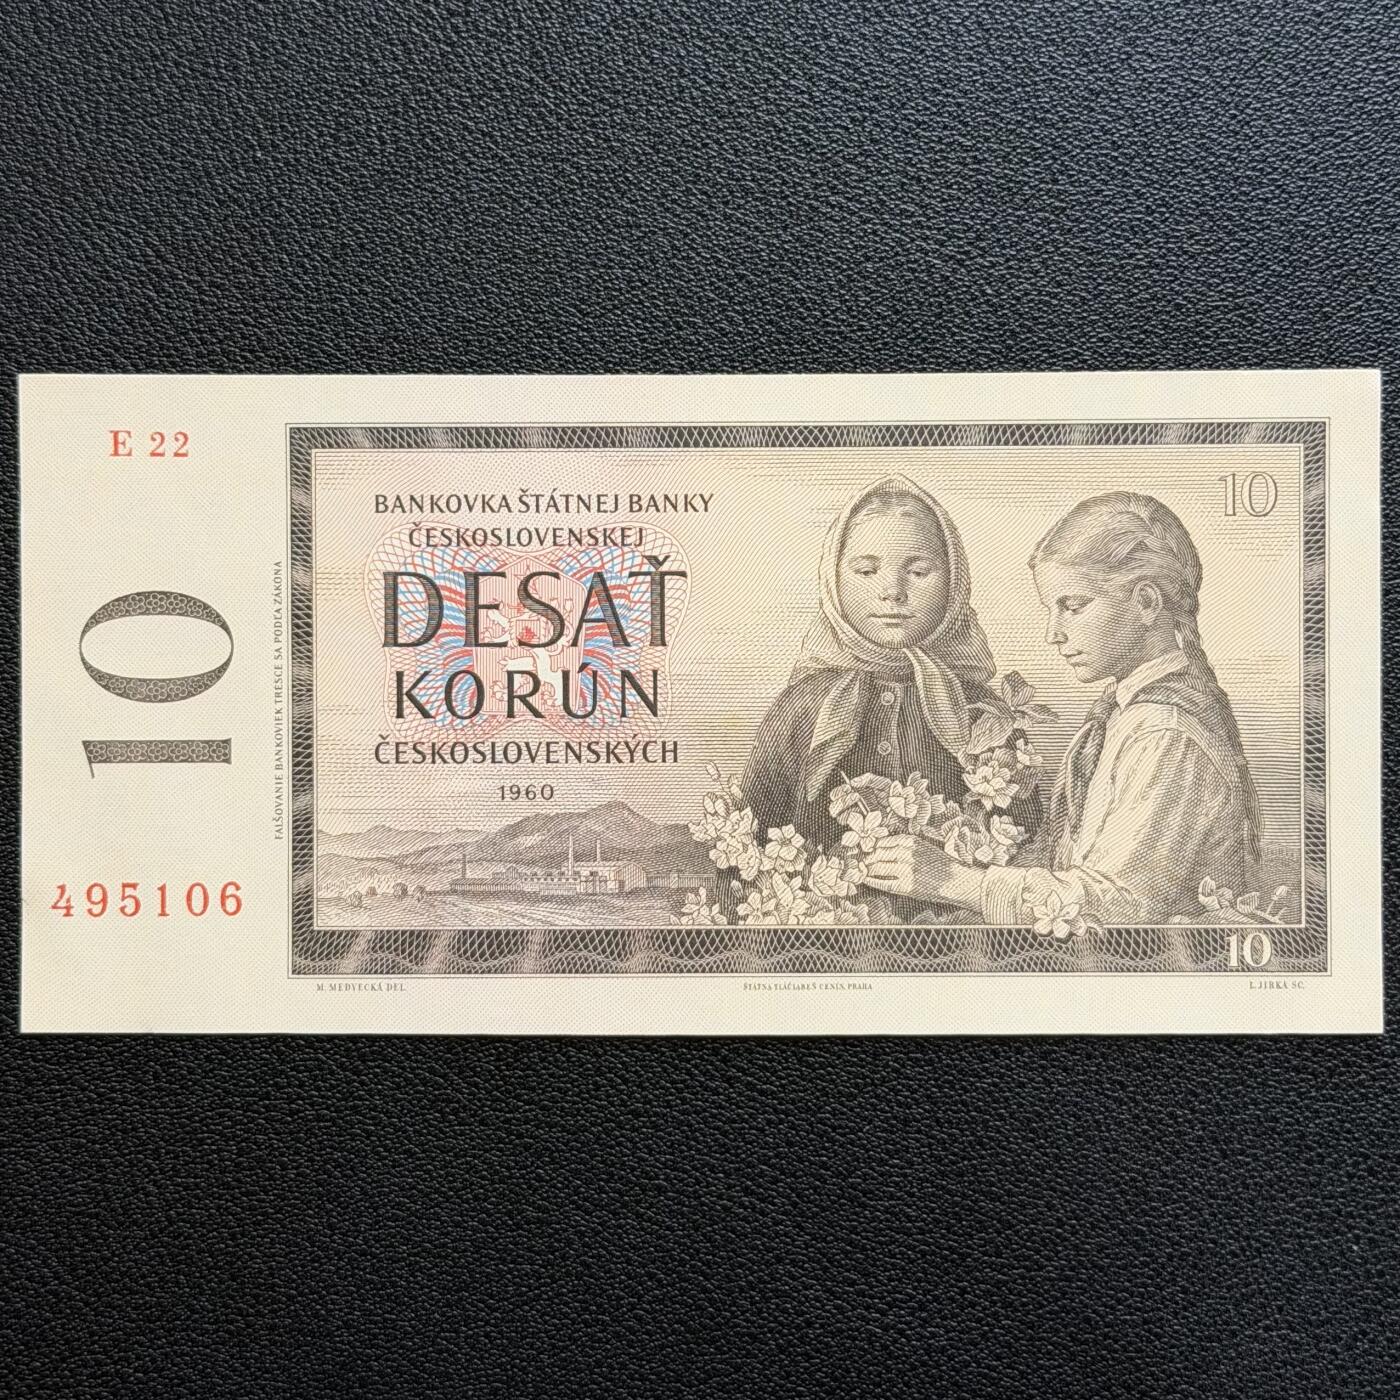 E 22
10
495106
FALŠOVANIE BANKOVIEK TRESCE SA PODĽA ZÁKONA
BANKOVKA ŠTÁTNEJ BANKY
ČESKOSLOVENSKEJ
DESAŤ
KORÚN
ČESKOSLOVENSKÝCH
1960
10
10
M. MEDVECKÁ DEL.
ŠTÁTNA TLAČIAREŇ CENÍN, PRAHA
L. JIRKA SC.